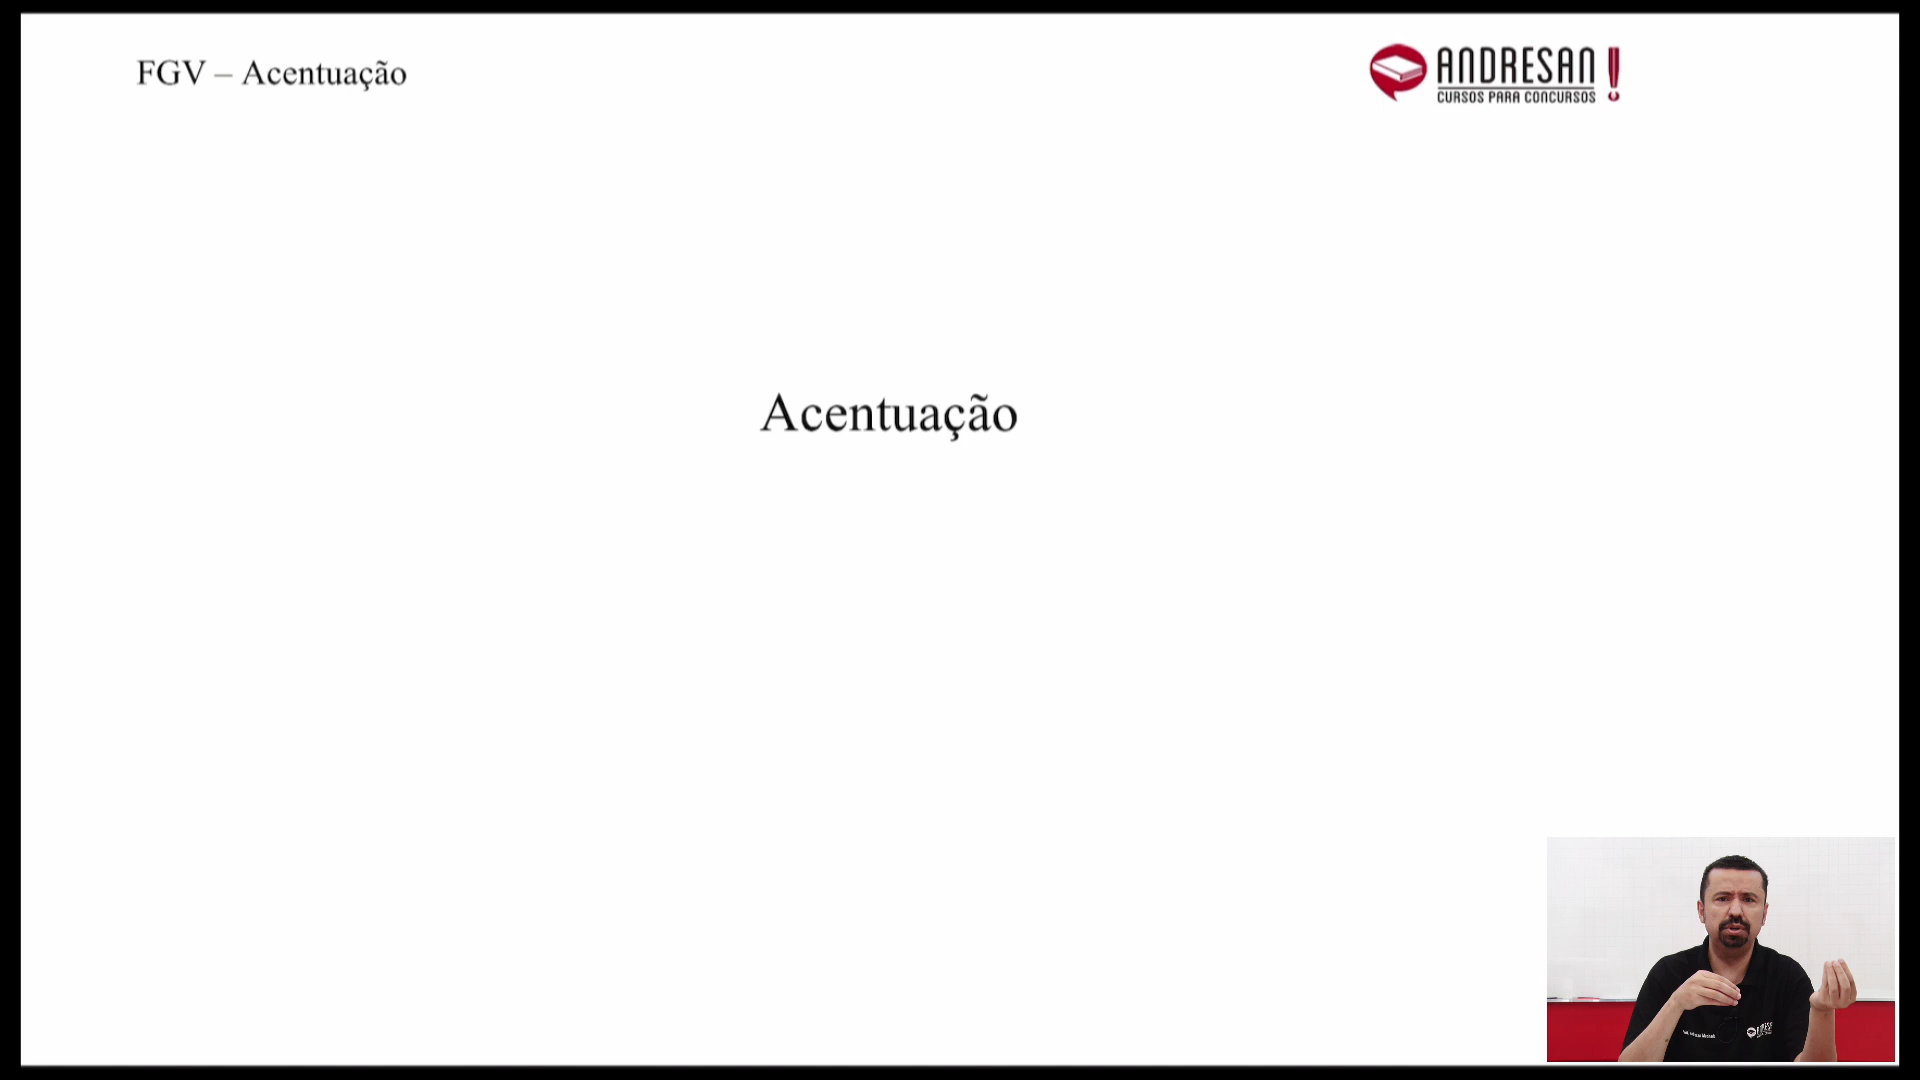 FGV – Acentuação
ANDRESAN
CURSOS PARA CONCURSOS
Acentuação